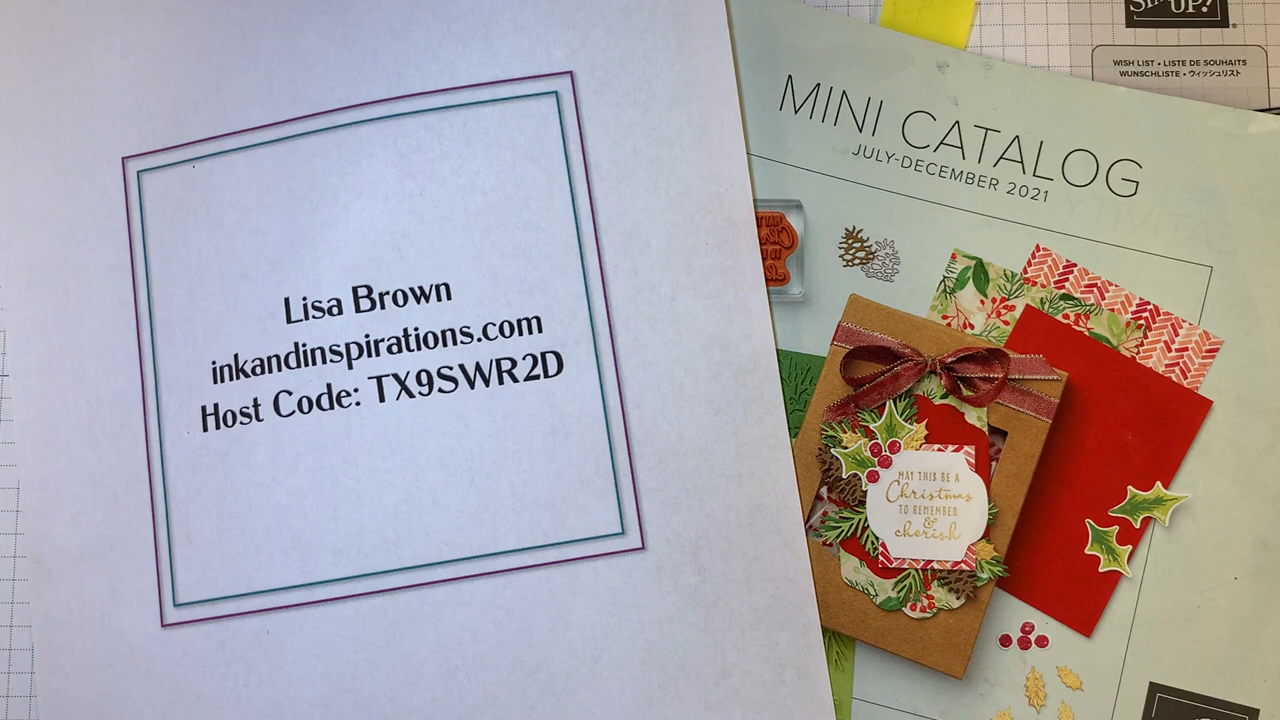 Lisa Brown
inkandinspirations.com
Host Code: TX9SWR2D
UP!
WISH LIST • LISTE DE SOUHAITS
WUNSCHLISTE • ウィッシュリスト
MINI CATALOG
JULY-DECEMBER 2021
MAY THIS BE A
Christmas
TO REMEMBER
&
cherish